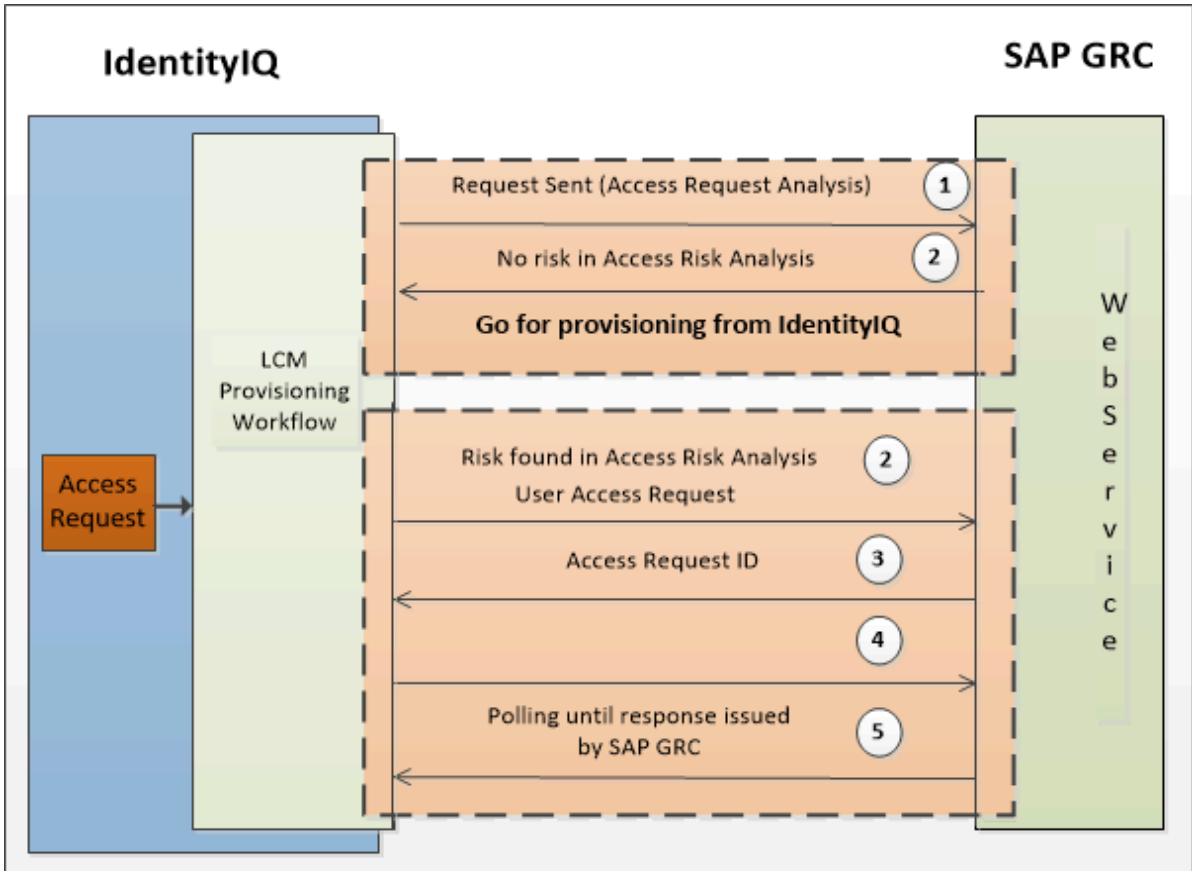 IdentityIQ
SAP GRC
Request Sent (Access Request Analysis)
1
No risk in Access Risk Analysis
2
Go for provisioning from IdentityIQ
LCM
Provisioning
Workflow
Access
Request
Risk found in Access Risk Analysis
2
User Access Request
Access Request ID
3
4
Polling until response issued
by SAP GRC
5
W
e
b
S
e
r
v
i
c
e